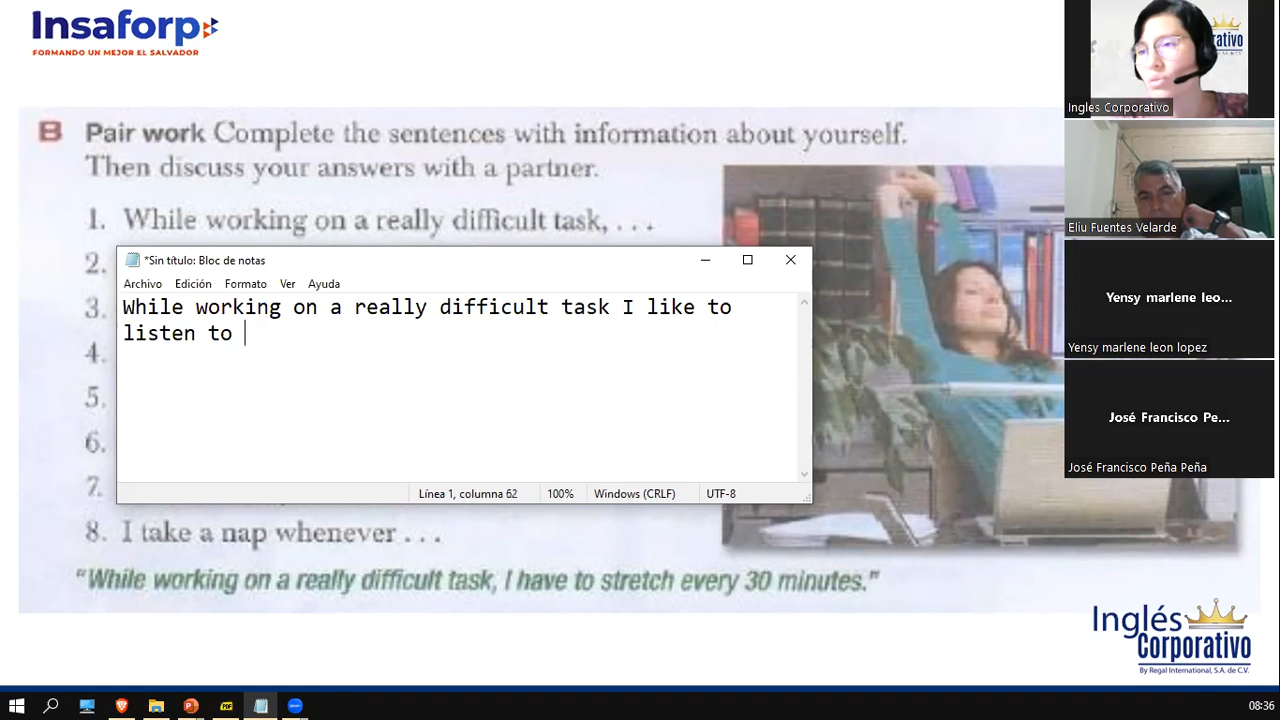 Insaforp
FORMANDO UN MEJOR EL SALVADOR
B Pair work Complete the sentences with information about yourself.
Then discuss your answers with a partner.
1. While working on a really difficult task, . . .
2.
3.
4.
5.
6.
7.
8. I take a nap whenever . . .
"While working on a really difficult task, I have to stretch every 30 minutes."
*Sin título: Bloc de notas
Archivo Edición Formato Ver Ayuda
While working on a really difficult task I like to
listen to
Línea 1, columna 62 100% Windows (CRLF) UTF-8
Inglés Corporativo
Eliu Fuentes Velarde
Yensy marlene leo...
Yensy marlene leon lopez
José Francisco Pe...
José Francisco Peña Peña
Inglés
Corporativo
By Regal International, S.A. de C.V.
08:36